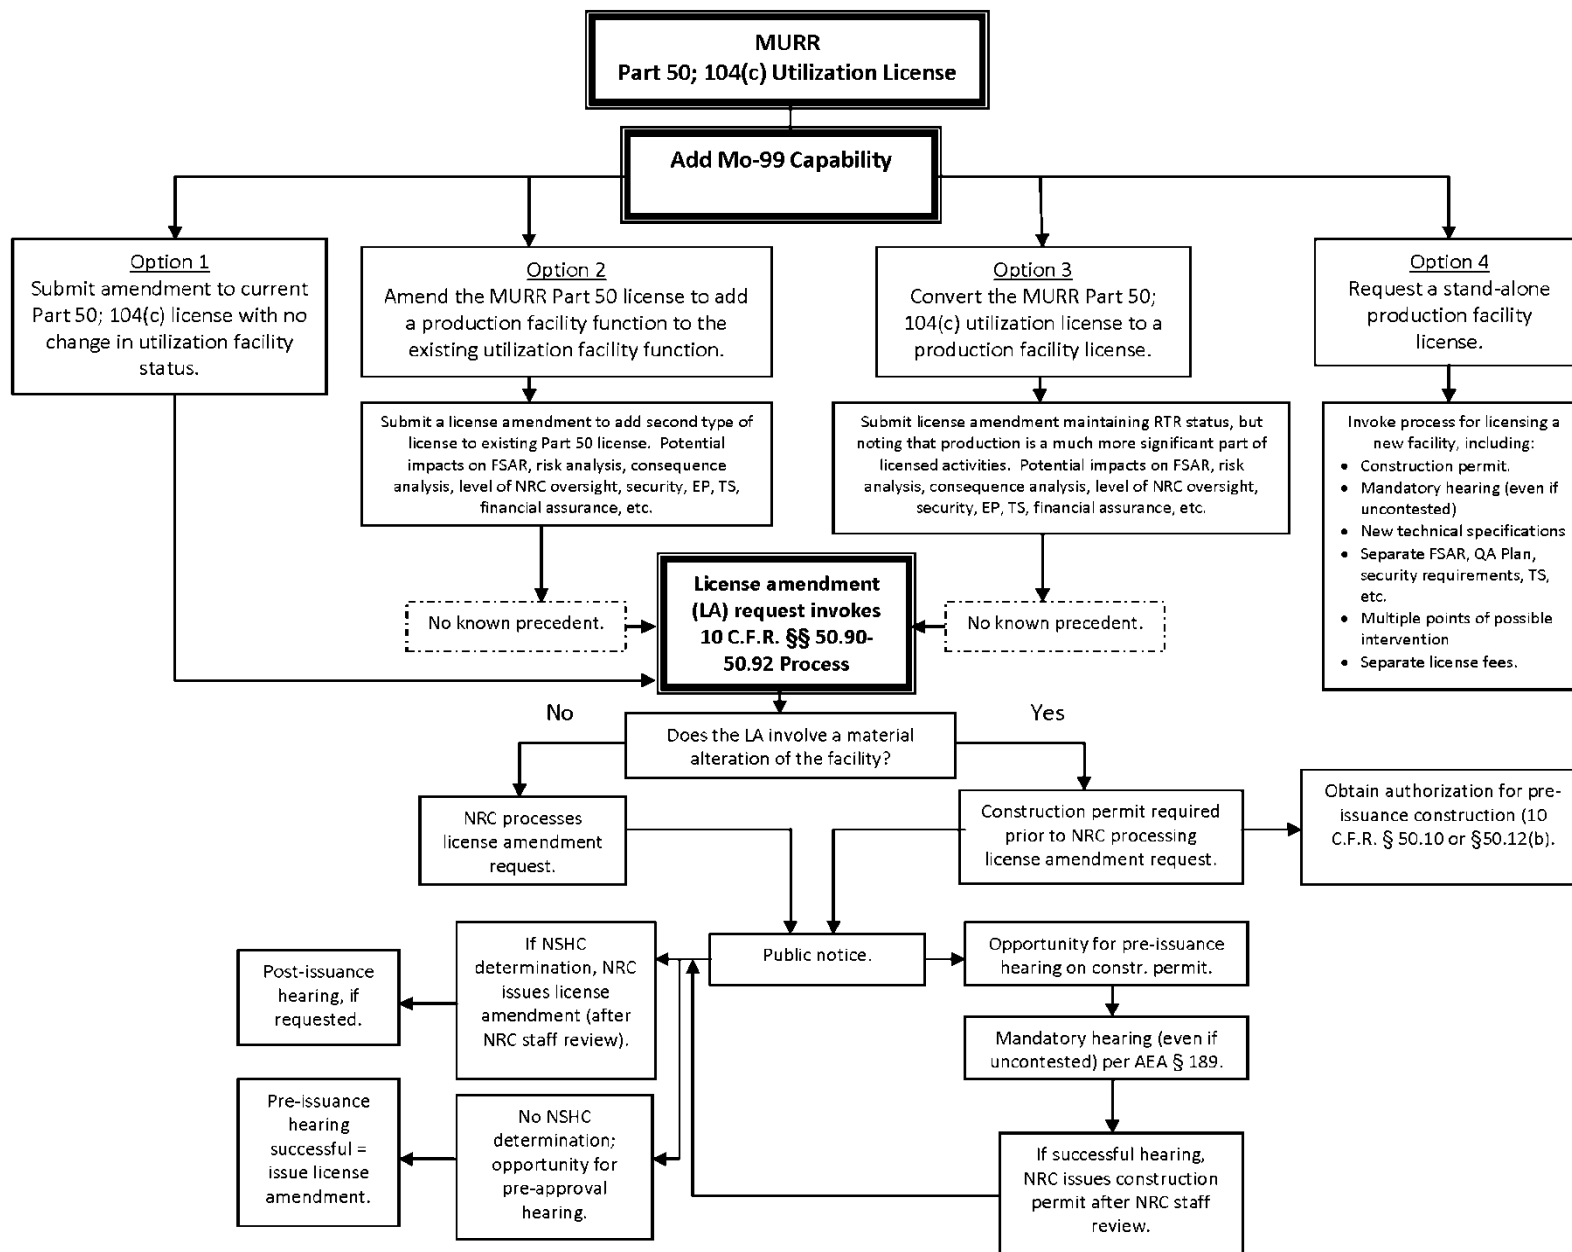 MURR
Part 50; 104(c) Utilization License
Add Mo-99 Capability
Option 1
Submit amendment to current
Part 50; 104(c) license with no
change in utilization facility
status.
Option 2
Amend the MURR Part 50 license to add
a production facility function to the
existing utilization facility function.
Option 3
Convert the MURR Part 50;
104(c) utilization license to a
production facility license.
Option 4
Request a stand-alone
production facility
license.
Submit a license amendment to add second type of
license to existing Part 50 license.  Potential
impacts on FSAR, risk analysis, consequence
analysis, level of NRC oversight, security, EP, TS,
financial assurance, etc.
Submit license amendment maintaining RTR status, but
noting that production is a much more significant part of
licensed activities.  Potential impacts on FSAR, risk
analysis, consequence analysis, level of NRC oversight,
security, EP, TS, financial assurance, etc.
Invoke process for licensing a
new facility, including:
• Construction permit.
• Mandatory hearing (even if
uncontested)
• New technical specifications
• Separate FSAR, QA Plan,
security requirements, TS,
etc.
• Multiple points of possible
intervention
• Separate license fees.
No known precedent.
License amendment
(LA) request invokes
10 C.F.R. §§ 50.90-
50.92 Process
No known precedent.
No
Yes
Does the LA involve a material
alteration of the facility?
NRC processes
license amendment
request.
Construction permit required
prior to NRC processing
license amendment request.
Obtain authorization for pre-
issuance construction (10
C.F.R. § 50.10 or §50.12(b).
Public notice.
Opportunity for pre-issuance
hearing on constr. permit.
If NSHC
determination, NRC
issues license
amendment (after
NRC staff review).
Post-issuance
hearing, if
requested.
Mandatory hearing (even if
uncontested) per AEA § 189.
Pre-issuance
hearing
successful =
issue license
amendment.
No NSHC
determination;
opportunity for
pre-approval
hearing.
If successful hearing,
NRC issues construction
permit after NRC staff
review.